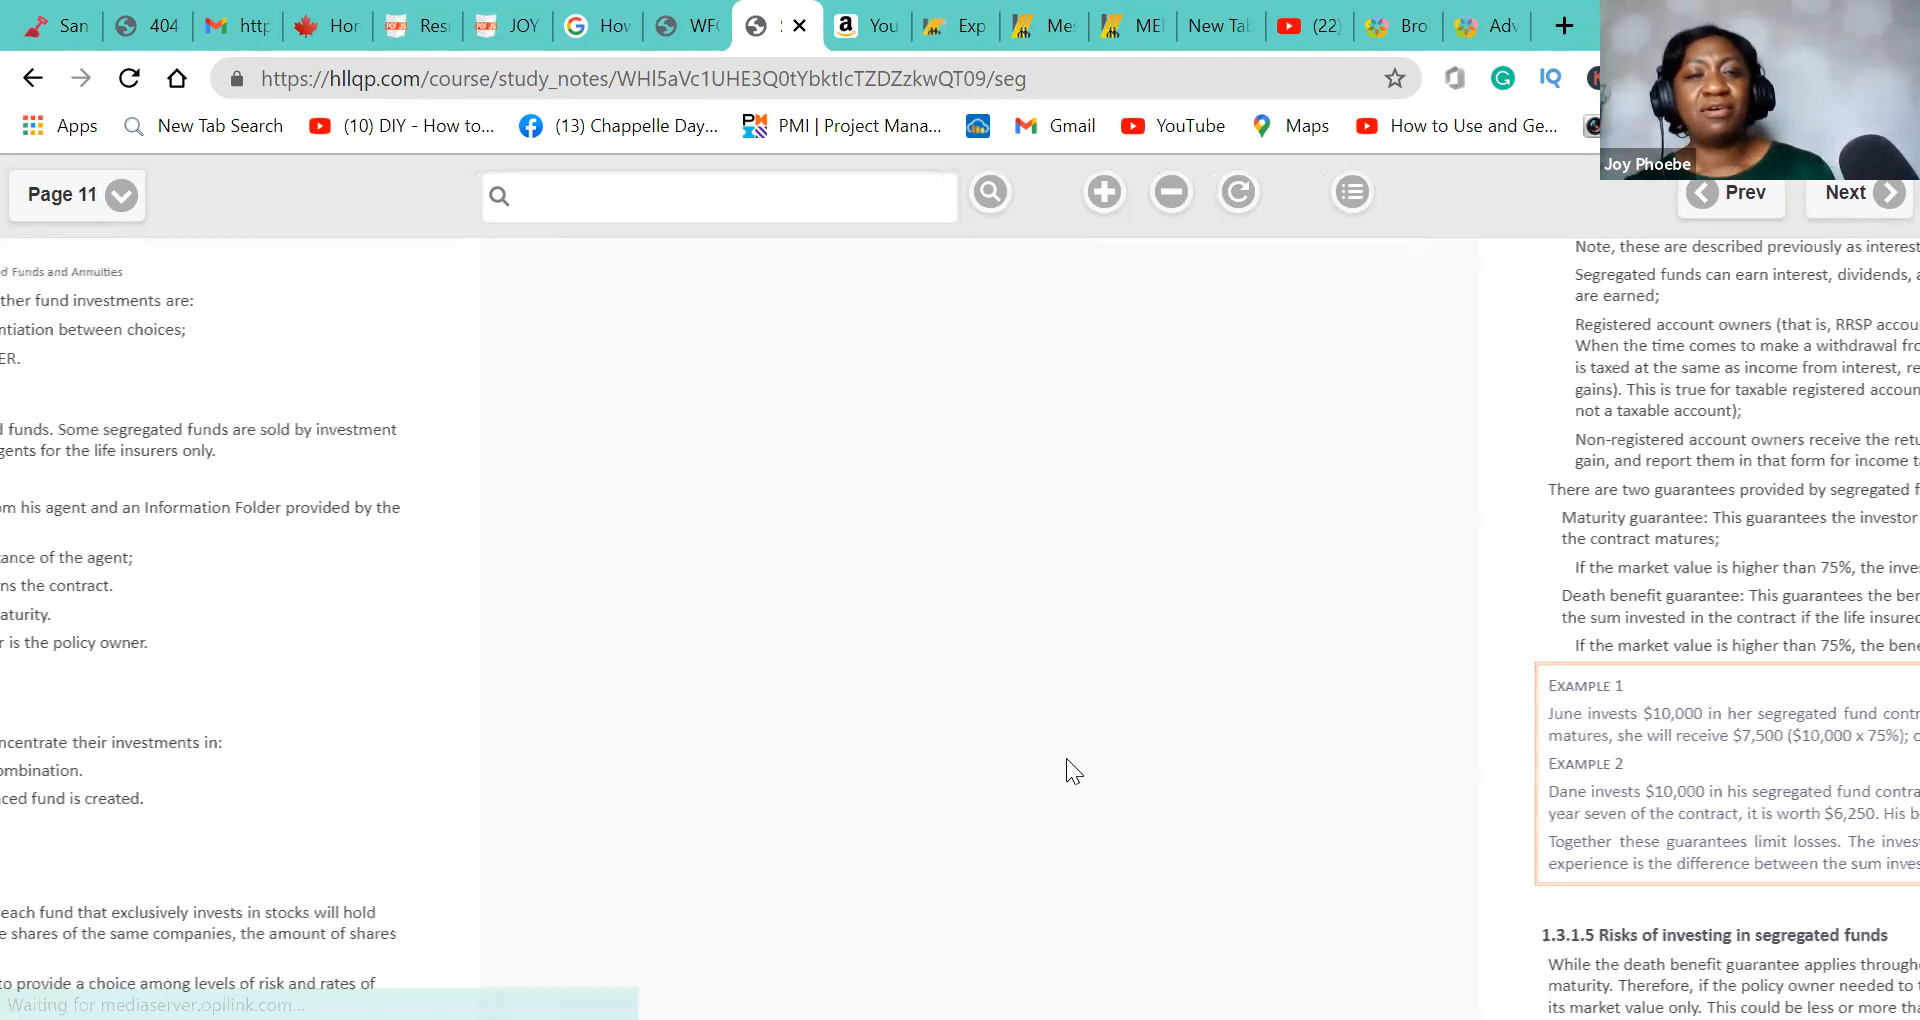 San
404
http
Hor
Res
JOY
Hov
WFC
You
Exp
Me
MEI
New Tab
(22)
Bro
Adv
https://hllqp.com/course/study_notes/WHl5aVc1UHE3Q0tYbktIcTZDZzkwQT09/seg
Apps
New Tab Search
(10) DIY - How to...
(13) Chappelle Day...
PMI | Project Mana...
Gmail
YouTube
Maps
How to Use and Ge...
Joy Phoebe
Page 11
Prev
Next
d Funds and Annuities
ther fund investments are:
ntiation between choices;
ER.
d funds. Some segregated funds are sold by investment
gents for the life insurers only.
om his agent and an Information Folder provided by the
tance of the agent;
ns the contract.
aturity.
r is the policy owner.
ncentrate their investments in:
ombination.
nced fund is created.
each fund that exclusively invests in stocks will hold
e shares of the same companies, the amount of shares
to provide a choice among levels of risk and rates of
Waiting for mediaserver.opilink.com...
Note, these are described previously as interest
Segregated funds can earn interest, dividends, a
are earned;
Registered account owners (that is, RRSP accou
When the time comes to make a withdrawal fro
is taxed at the same as income from interest, re
gains). This is true for taxable registered accoun
not a taxable account);
Non-registered account owners receive the retu
gain, and report them in that form for income ta
There are two guarantees provided by segregated f
Maturity guarantee: This guarantees the investor
the contract matures;
If the market value is higher than 75%, the inves
Death benefit guarantee: This guarantees the ben
the sum invested in the contract if the life insured
If the market value is higher than 75%, the bene
EXAMPLE 1
June invests $10,000 in her segregated fund contr
matures, she will receive $7,500 ($10,000 x 75%); o
EXAMPLE 2
Dane invests $10,000 in his segregated fund contra
year seven of the contract, it is worth $6,250. His b
Together these guarantees limit losses. The invest
experience is the difference between the sum inves
1.3.1.5 Risks of investing in segregated funds
While the death benefit guarantee applies througho
maturity. Therefore, if the policy owner needed to t
its market value only. This could be less or more tha